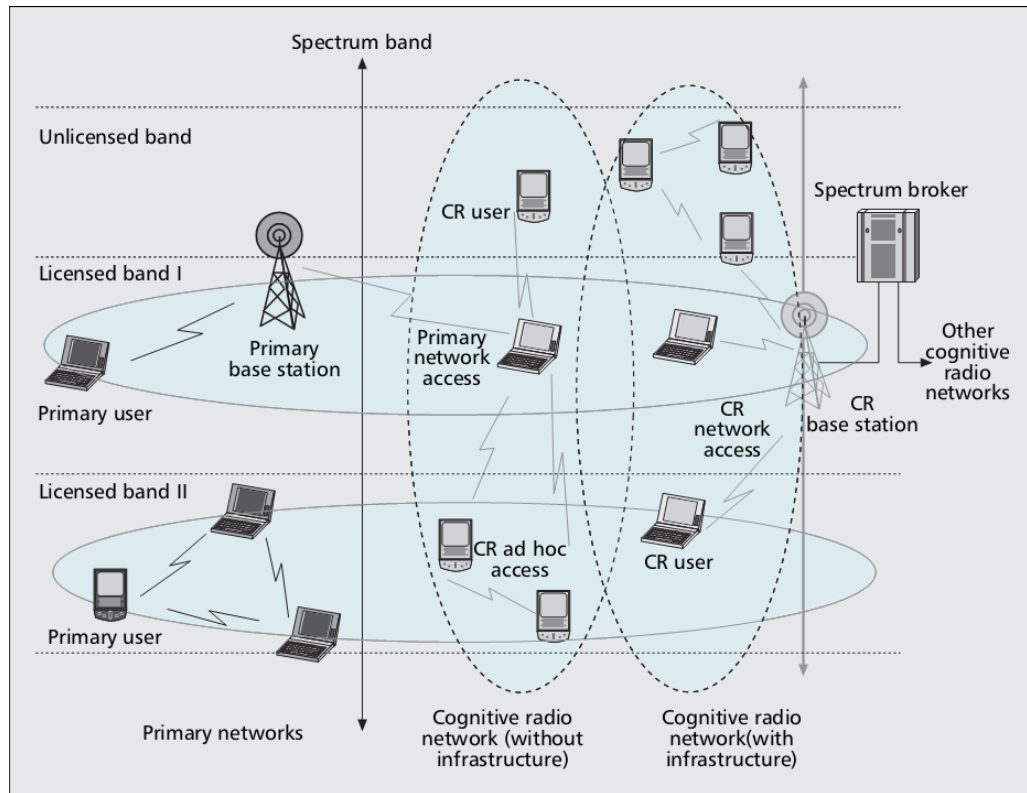 Spectrum band
Unlicensed band
CR user
Spectrum broker
Licensed band I
Primary
base station
Primary
network
access
Other
cognitive
radio
networks
Primary user
CR
network
access
CR
base station
Licensed band II
CR ad hoc
access
CR user
Primary user
Primary networks
Cognitive radio
network (without
infrastructure)
Cognitive radio
network(with
infrastructure)